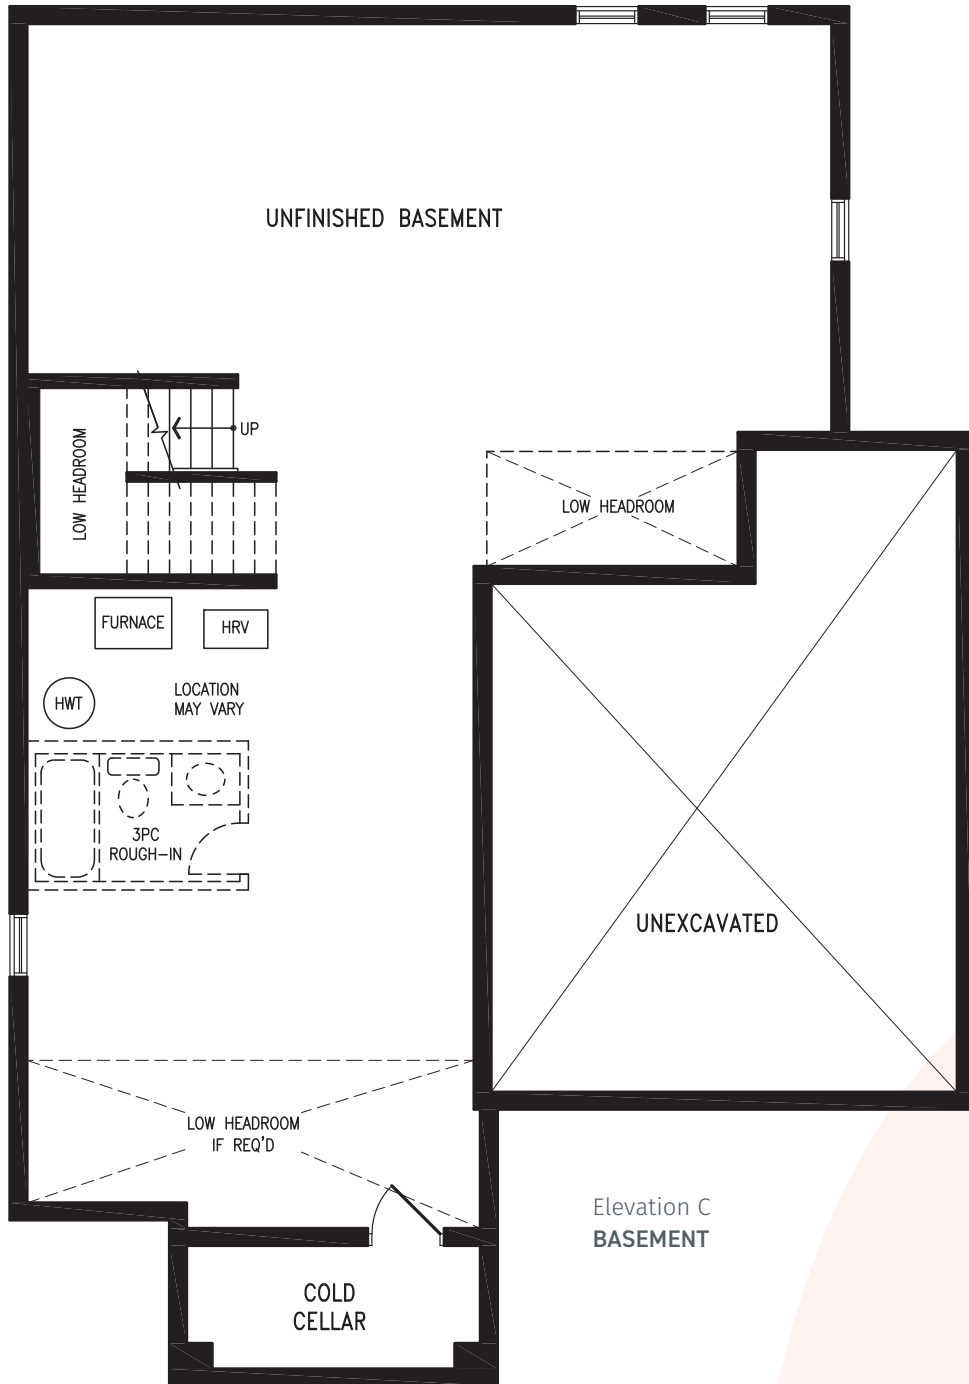 UNFINISHED BASEMENT
UP
LOW HEADROOM
LOW HEADROOM
FURNACE
HRV
HWT
LOCATION
MAY VARY
3PC
ROUGH-IN
UNEXCAVATED
LOW HEADROOM
IF REQ'D
Elevation C
BASEMENT
COLD
CELLAR